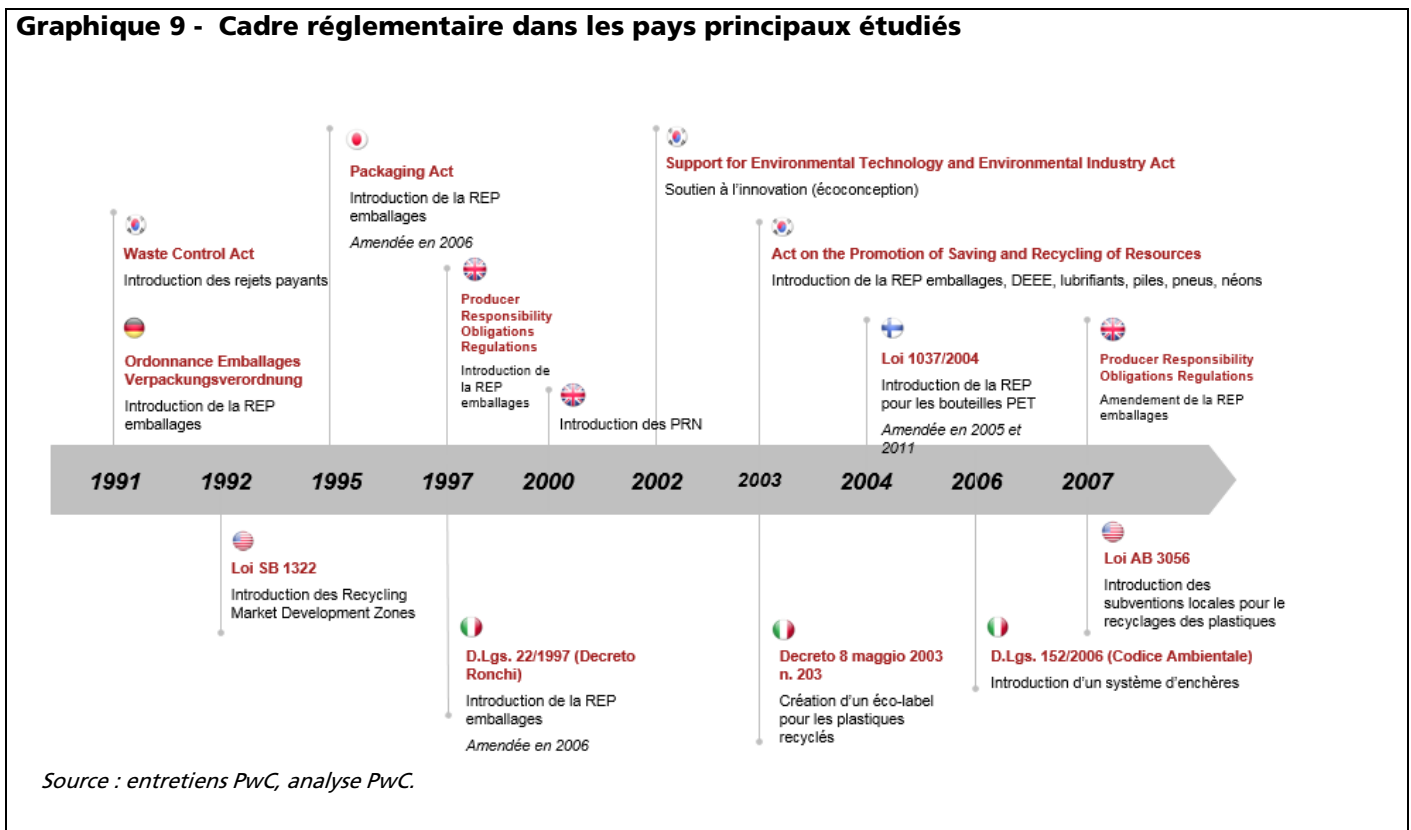 Graphique 9 - Cadre réglementaire dans les pays principaux étudiés
Waste Control Act
Introduction des rejets payants
Ordonnance Emballages
Verpackungsverordnung
Introduction de la REP
emballages
Packaging Act
Introduction de la REP
emballages
Amendée en 2006
Producer
Responsibility
Obligations
Regulations
Introduction de
la REP
emballages
Introduction des PRN
Support for Environmental Technology and Environmental Industry Act
Soutien à l'innovation (écoconception)
Act on the Promotion of Saving and Recycling of Resources
Introduction de la REP emballages, DEEE, lubrifiants, piles, pneus, néons
Loi 1037/2004
Introduction de la REP
pour les bouteilles PET
Amendée en 2005 et
2011
Producer Responsibility
Obligations Regulations
Amendement de la REP
emballages
1991 1992 1995 1997 2000 2002 2003 2004 2006 2007
Loi SB 1322
Introduction des Recycling
Market Development Zones
D.Lgs. 22/1997 (Decreto
Ronchi)
Introduction de la REP
emballages
Amendée en 2006
Decreto 8 maggio 2003
n. 203
Création d'un éco-label
pour les plastiques
recyclés
D.Lgs. 152/2006 (Codice Ambientale)
Introduction d'un système d'enchères
Loi AB 3056
Introduction des
subventions locales pour le
recyclages des plastiques
Source : entretiens PwC, analyse PwC.